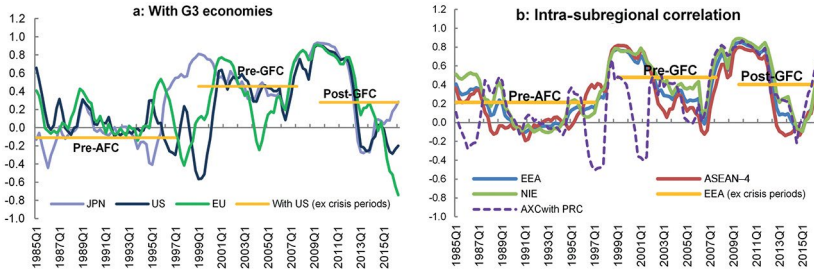 a: With G3 economies
1.2
1.0
0.8
0.6
0.4
0.2
0.0
-0.2
-0.4
-0.6
-0.8
-1.0
Pre-GFC
Post-GFC
Pre-AFC
JPN US EU With US (ex crisis periods)
1985Q1
1987Q1
1989Q1
1991Q1
1993Q1
1995Q1
1997Q1
1999Q1
2001Q1
2003Q1
2005Q1
2007Q1
2009Q1
2011Q1
2013Q1
2015Q1
b: Intra-subregional correlation
1.2
1.0
0.8
0.6
0.4
0.2
0.0
-0.2
-0.4
-0.6
-0.8
-1.0
Pre-GFC
Post-GFC
Pre-AFC
EEA ASEAN–4
NIE EEA (ex crisis periods)
AXCwith PRC
1985Q1
1987Q1
1989Q1
1991Q1
1993Q1
1995Q1
1997Q1
1999Q1
2001Q1
2003Q1
2005Q1
2007Q1
2009Q1
2011Q1
2013Q1
2015Q1